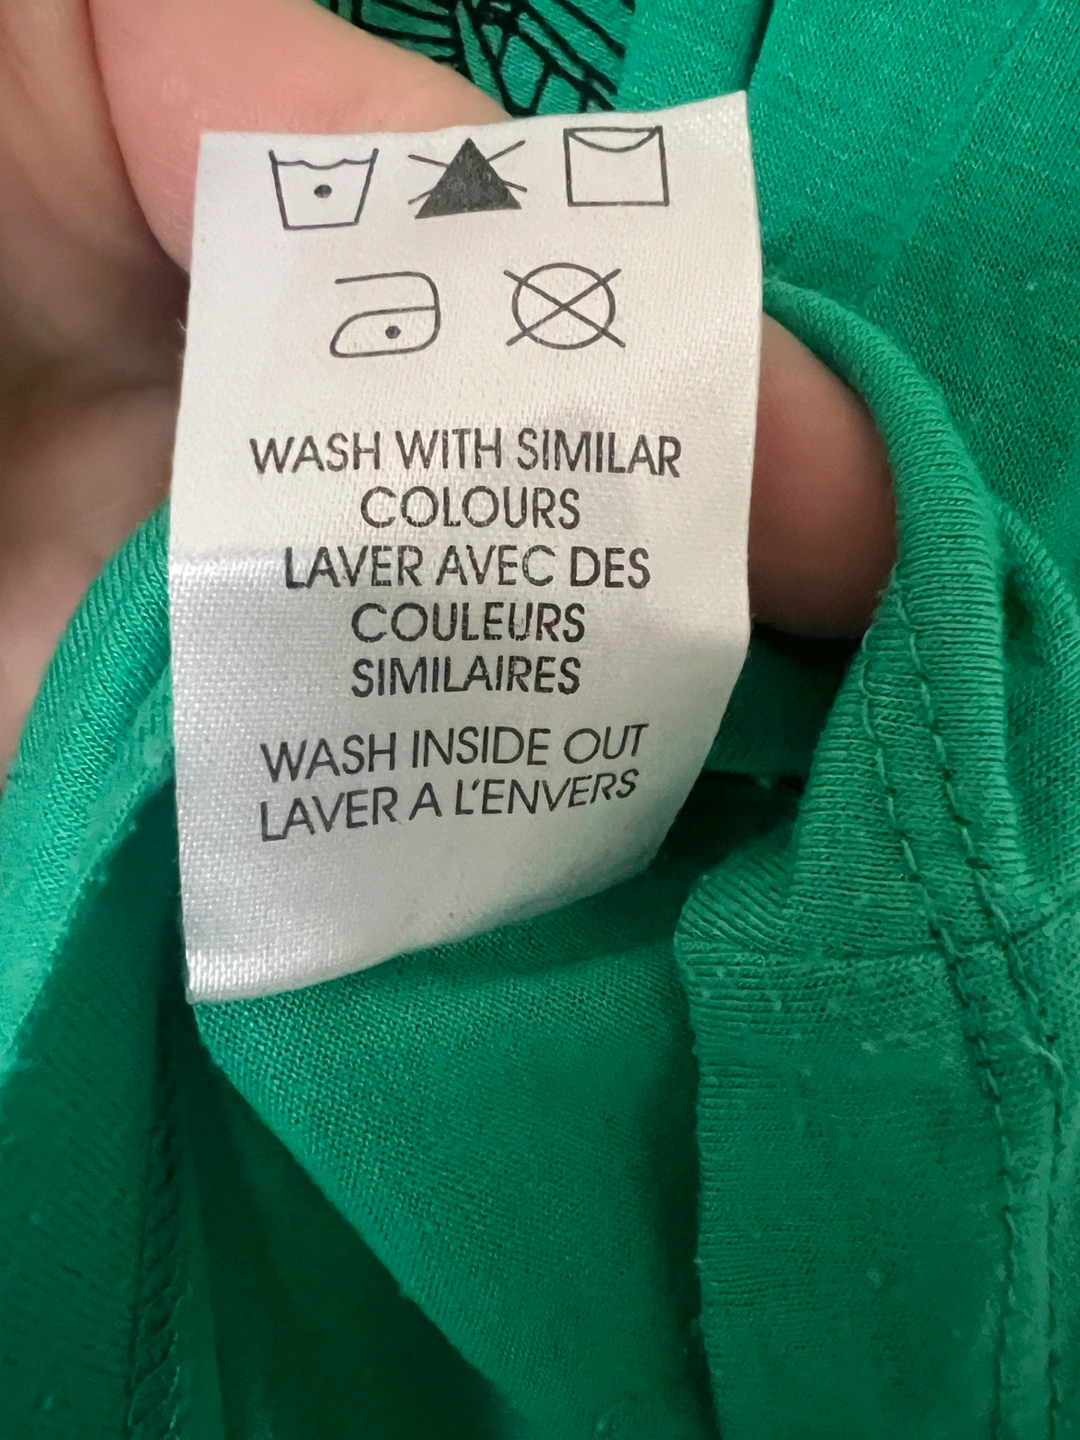 WASH WITH SIMILAR
COLOURS
LAVER AVEC DES
COULEURS
SIMILAIRES
WASH INSIDE OUT
LAVER A L'ENVERS